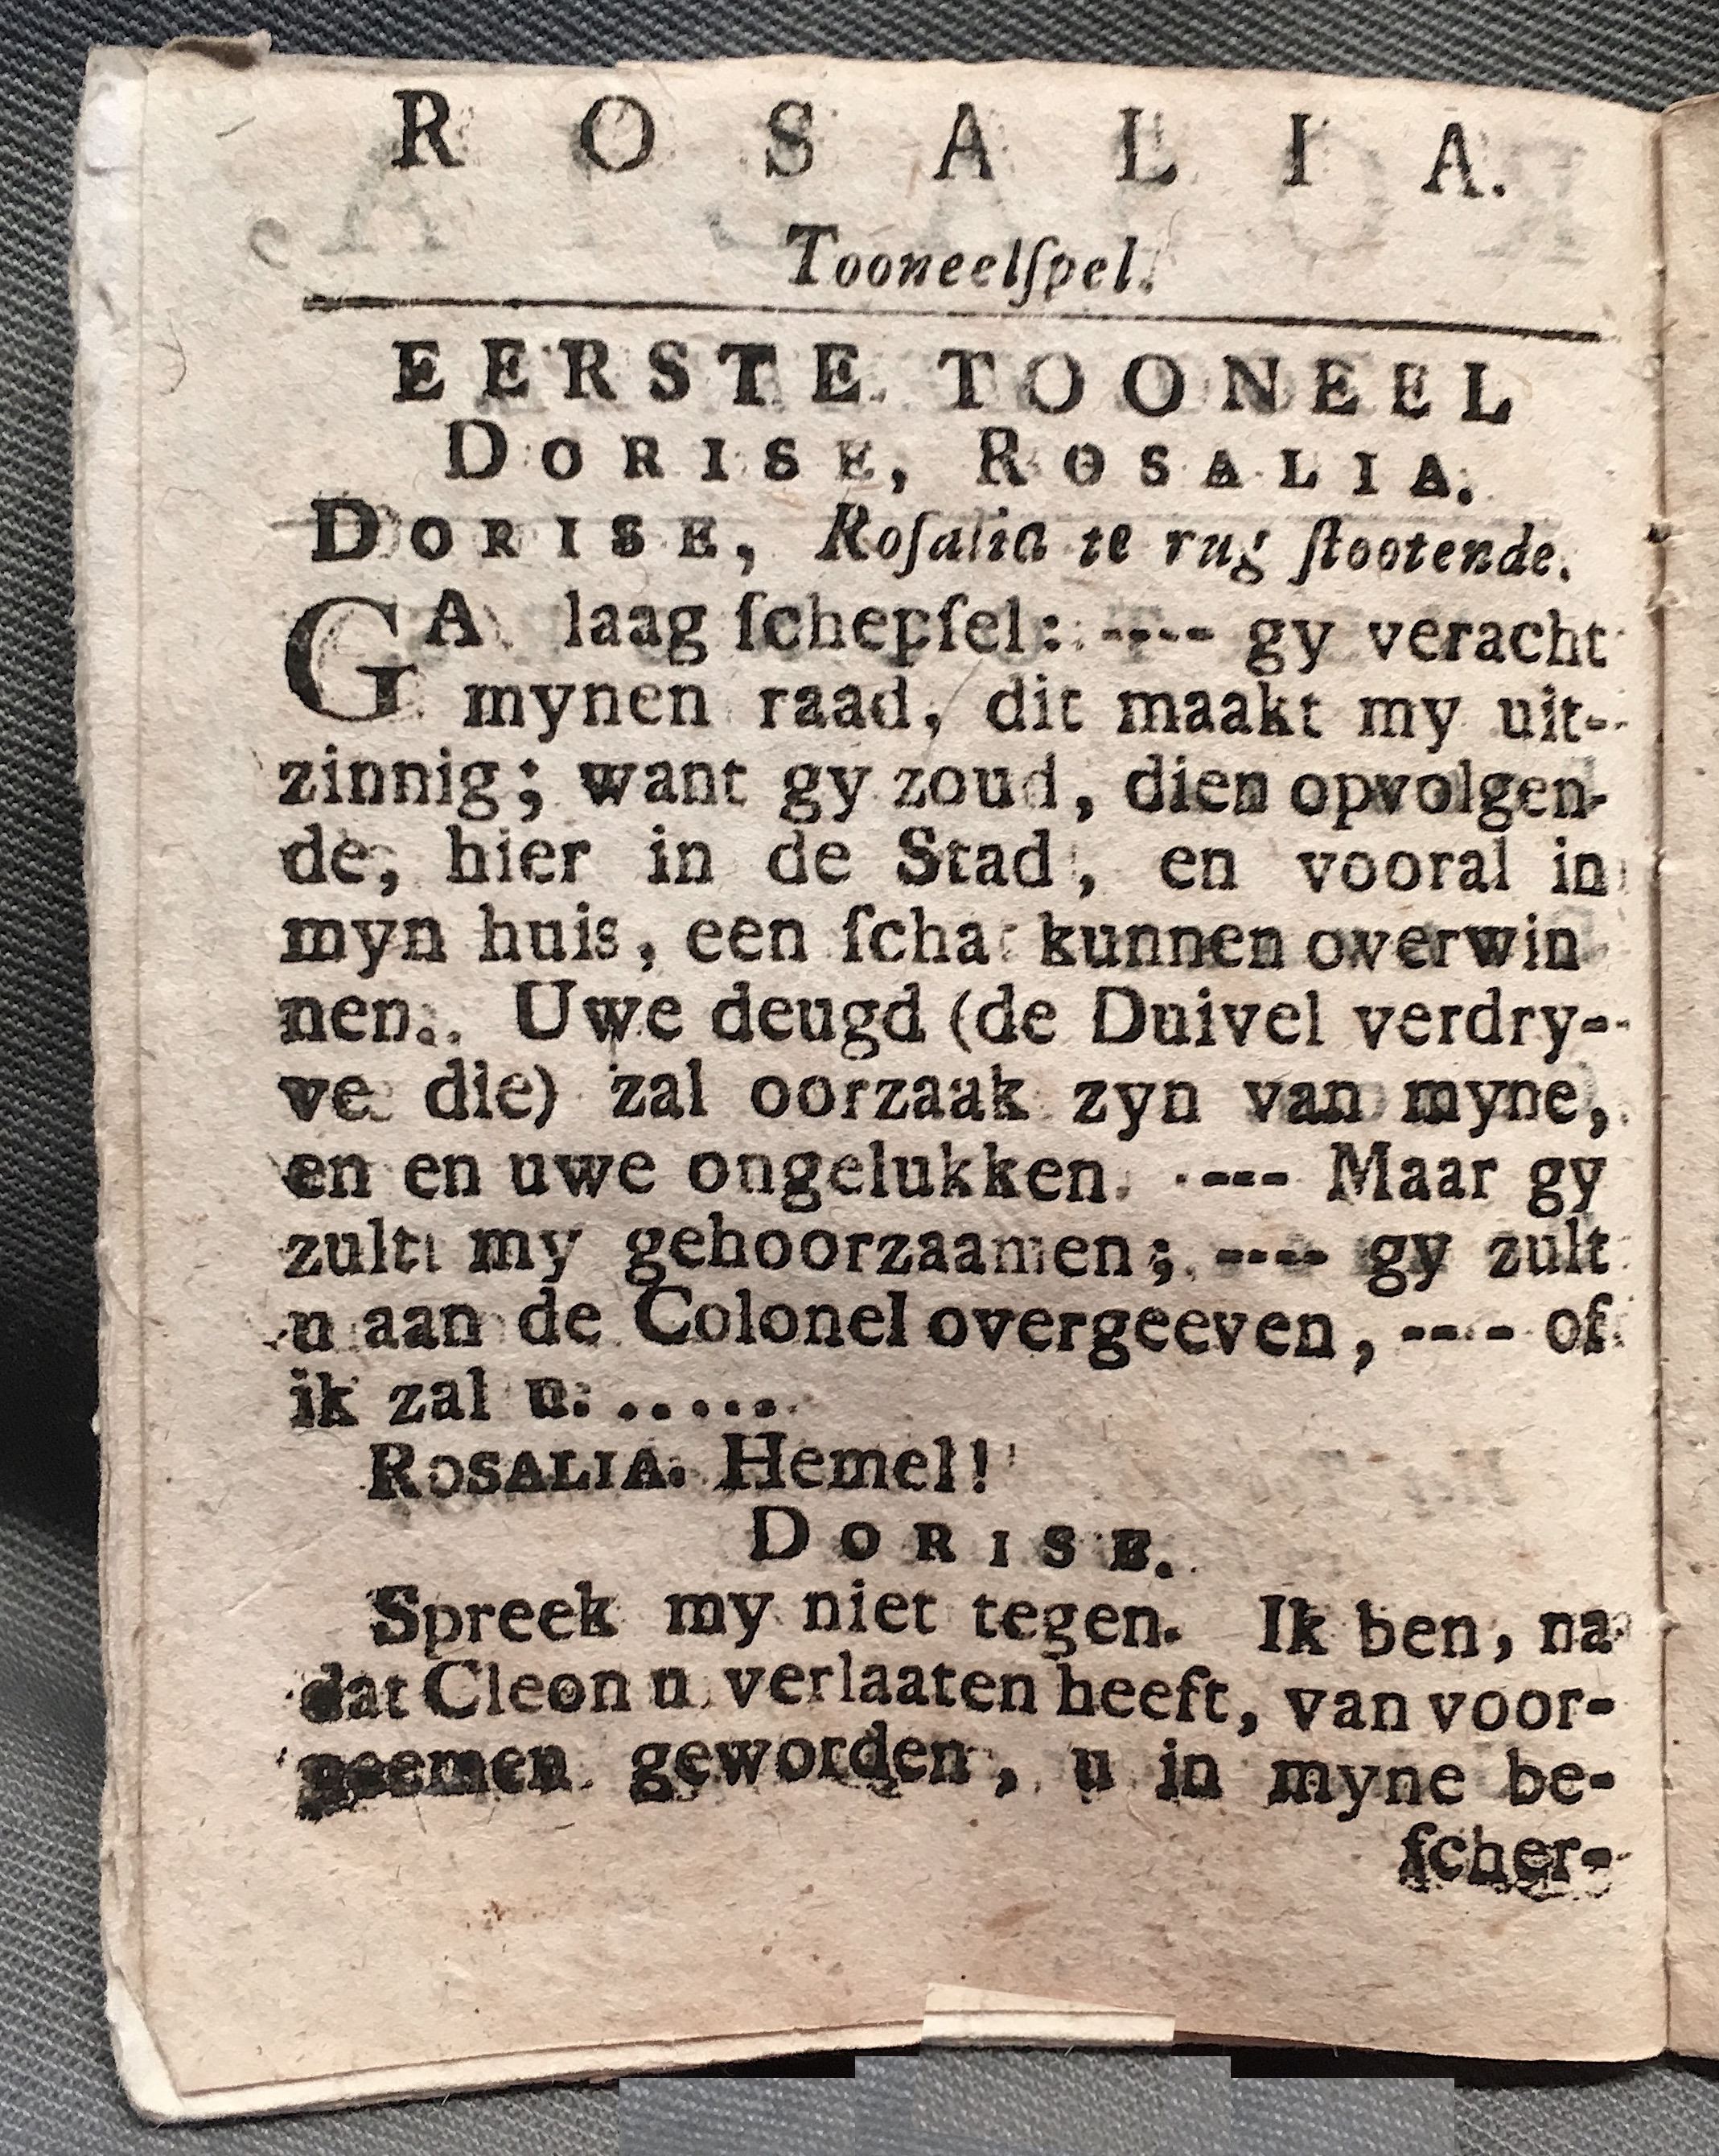 ROSALIA.
Tooneelſpel.
EERSTE TOONEEL
DORISE, ROSALIA.
DORISE, Roſalia te rug ſtootende.
GA laag ſchepſel: ---- gy veracht
mynen raad, dit maakt my uit-
zinnig; want gy zoud, dien opvolgen-
de, hier in de Stad, en vooral in
myn huis, een ſchat kunnen overwin
nen. Uwe deugd (de Duivel verdry-
ve die) zal oorzaak zyn van myne,
en en uwe ongelukken. ---- Maar gy
zult my gehoorzaamen; ---- gy zult
u aan de Colonel overgeeven, ---- of
ik zal u: ......
ROSALIA. Hemel!
DORISE.
Spreek my niet tegen. Ik ben, na
dat Cleon u verlaaten heeft, van voor-
neemen geworden, u in myne be-
ſcher-